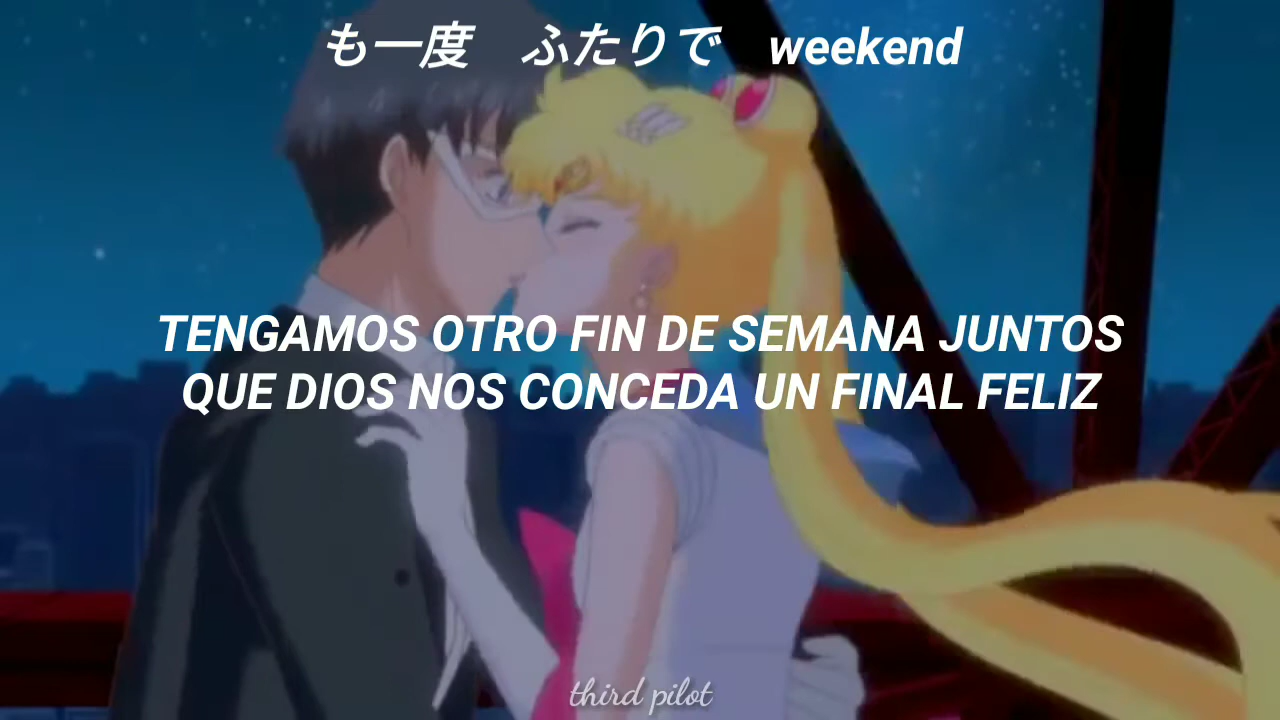 も一度　ふたりで　weekend
TENGAMOS OTRO FIN DE SEMANA JUNTOS
QUE DIOS NOS CONCEDA UN FINAL FELIZ
third pilot